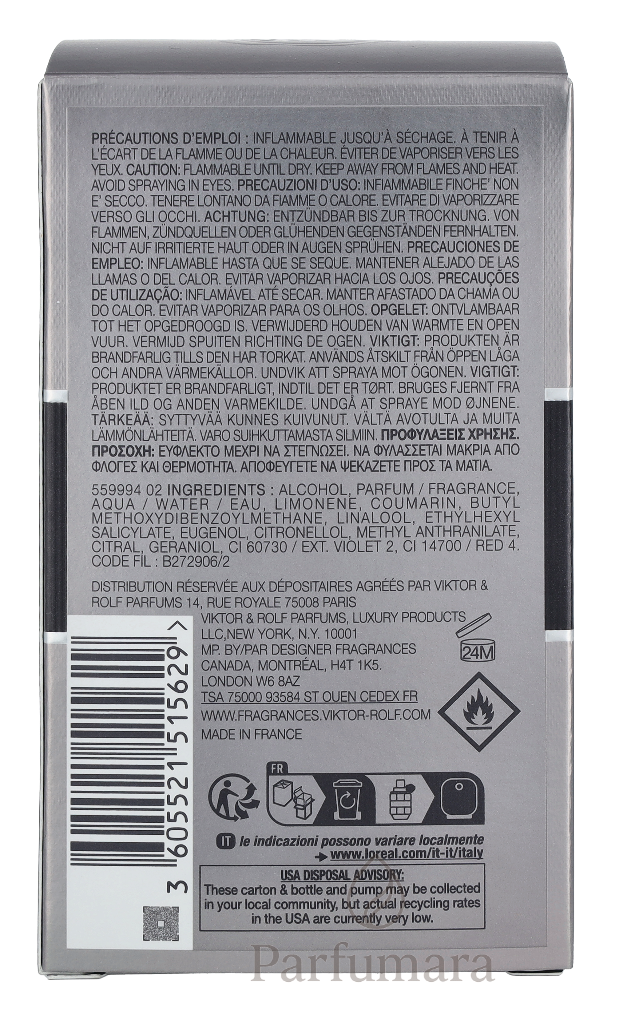 PRÉCAUTIONS D'EMPLOI : INFLAMMABLE JUSQU'À SÉCHAGE. À TENIR À
L'ÉCART DE LA FLAMME OU DE LA CHALEUR. ÉVITER DE VAPORISER VERS LES
YEUX. CAUTION: FLAMMABLE UNTIL DRY. KEEP AWAY FROM FLAMES AND HEAT.
AVOID SPRAYING IN EYES. PRECAUZIONI D'USO: INFIAMMABILE FINCHE' NON
E' SECCO. TENERE LONTANO DA FIAMME O CALORE. EVITARE DI VAPORIZZARE
VERSO GLI OCCHI. ACHTUNG: ENTZÜNDBAR BIS ZUR TROCKNUNG. VON
FLAMMEN, ZÜNDQUELLEN ODER GLÜHENDEN GEGENSTÄNDEN FERNHALTEN.
NICHT AUF IRRITIERTE HAUT ODER IN AUGEN SPRÜHEN. PRECAUCIONES DE
EMPLEO: INFLAMABLE HASTA QUE SE SEQUE. MANTENER ALEJADO DE LAS
LLAMAS O DEL CALOR. EVITAR VAPORIZAR HACIA LOS OJOS. PRECAUÇÕES
DE UTILIZAÇÃO: INFLAMÁVEL ATÉ SECAR. MANTER AFASTADO DA CHAMA OU
DO CALOR. EVITAR VAPORIZAR PARA OS OLHOS. OPGELET: ONTVLAMBAAR
TOT HET OPGEDROOGD IS. VERWIJDERD HOUDEN VAN WARMTE EN OPEN
VUUR. VERMIJD SPUITEN RICHTING DE OGEN. VIKTIGT: PRODUKTEN ÄR
BRANDFARLIG TILLS DEN HAR TORKAT. ANVÄNDS ÅTSKILT FRÅN ÖPPEN LÅGA
OCH ANDRA VÄRMEKÄLLOR. UNDVIK ATT SPRAYA MOT ÖGONEN. VIGTIGT:
PRODUKTET ER BRANDFARLIGT, INDTIL DET ER TØRT. BRUGES FJERNT FRA
ÅBEN ILD OG ANDEN VARMEKILDE. UNDGÅ AT SPRAYE MOD ØJNENE.
TÄRKEÄÄ: SYTTYVÄÄ KUNNES KUIVUNUT. VÄLTÄ AVOTULTA JA MUITA
LÄMMÖNLÄHTEITÄ. VARO SUIHKUTTAMASTA SILMIIN. ΠΡΟΦΥΛΑΞΕΙΣ ΧΡΗΣΗΣ.
ΠΡΟΣΟΧΗ: ΕΥΦΛΕΚΤΟ ΜΕΧΡΙ ΝΑ ΣΤΕΓΝΩΣΕΙ. ΝΑ ΦΥΛΑΣΣΕΤΑΙ ΜΑΚΡΙΑ ΑΠΟ
ΦΛΟΓΕΣ ΚΑΙ ΘΕΡΜΟΤΗΤΑ. ΑΠΟΦΕΥΓΕΤΕ ΝΑ ΨΕΚΑΖΕΤΕ ΠΡΟΣ ΤΑ ΜΑΤΙΑ.
559994 02 INGREDIENTS : ALCOHOL, PARFUM / FRAGRANCE,
AQUA / WATER / EAU, LIMONENE, COUMARIN, BUTYL
METHOXYDIBENZOYLMETHANE, LINALOOL, ETHYLHEXYL
SALICYLATE, EUGENOL, CITRONELLOL, METHYL ANTHRANILATE,
CITRAL, GERANIOL, CI 60730 / EXT. VIOLET 2, CI 14700 / RED 4.
CODE FIL : B272906/2
DISTRIBUTION RÉSERVÉE AUX DÉPOSITAIRES AGRÉÉS PAR VIKTOR &
ROLF PARFUMS 14, RUE ROYALE 75008 PARIS
VIKTOR & ROLF PARFUMS, LUXURY PRODUCTS
LLC,NEW YORK, N.Y. 10001
MP. BY/PAR DESIGNER FRAGRANCES
CANADA, MONTRÉAL, H4T 1K5.
LONDON W6 8AZ
TSA 75000 93584 ST OUEN CEDEX FR
WWW.FRAGRANCES.VIKTOR-ROLF.COM
MADE IN FRANCE
24M
3 605521 515629 >
FR
IT le indicazioni possono variare localmente
www.loreal.com/it-it/italy
USA DISPOSAL ADVISORY:
These carton & bottle and pump may be collected
in your local community, but actual recycling rates
in the USA are currently very low.
Parfumara